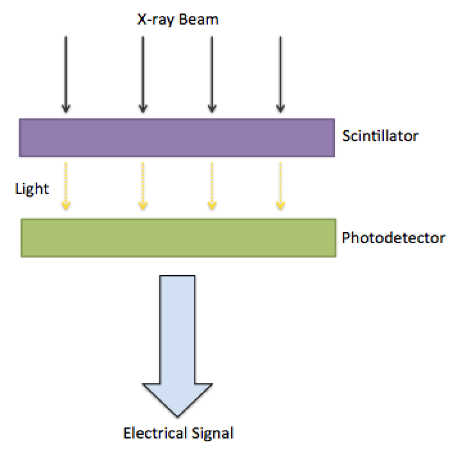 X-ray Beam
Scintillator
Light
Photodetector
Electrical Signal